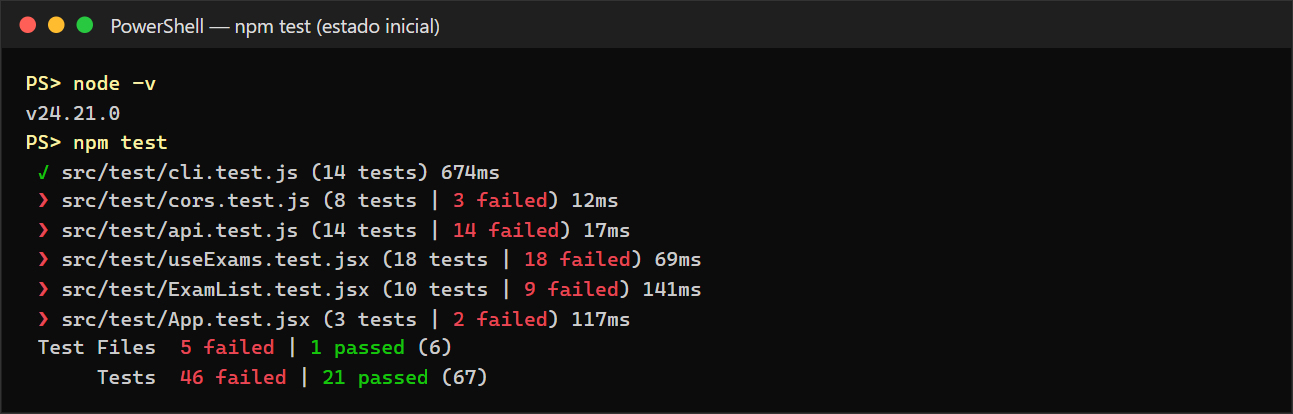 PowerShell — npm test (estado inicial)
PS> node -v
v24.21.0
PS> npm test
✓ src/test/cli.test.js (14 tests) 674ms
❯ src/test/cors.test.js (8 tests | 3 failed) 12ms
❯ src/test/api.test.js (14 tests | 14 failed) 17ms
❯ src/test/useExams.test.jsx (18 tests | 18 failed) 69ms
❯ src/test/ExamList.test.jsx (10 tests | 9 failed) 141ms
❯ src/test/App.test.jsx (3 tests | 2 failed) 117ms
Test Files  5 failed | 1 passed (6)
Tests  46 failed | 21 passed (67)